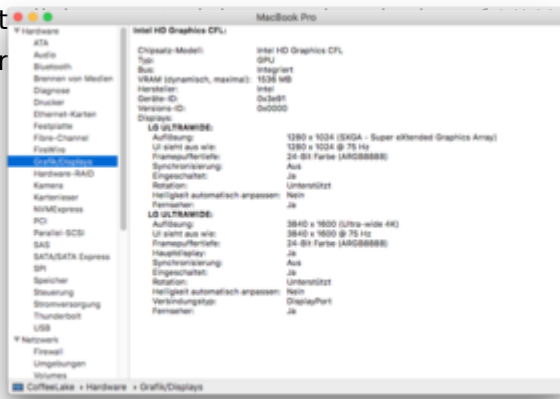 MacBook Pro
Hardware
ATA
Audio
Bluetooth
Brennen von Medien
Diagnose
Drucker
Ethernet-Karten
Festplatte
Fibre-Channel
FireWire
Grafik/Displays
Hardware-RAID
Kamera
Kartenleser
NVMExpress
PCI
Parallel-SCSI
SAS
SATA/SATA Express
SPI
Speicher
Steuerung
Stromversorgung
Thunderbolt
USB
Netzwerk
Firewall
Umgebungen
Volumes
Intel HD Graphics CFL:
Chipsatz-Modell: Intel HD Graphics CFL
Typ: GPU
Bus: Integriert
VRAM (dynamisch, maximal): 1536 MB
Hersteller: Intel
Geräte-ID: 0x3e91
Versions-ID: 0x0000
Displays:
LG ULTRAWIDE:
Auflösung: 1280 x 1024 (SXGA - Super eXtended Graphics Array)
UI sieht aus wie: 1280 x 1024 @ 75 Hz
Framepuffertiefe: 24-Bit Farbe (ARGB8888)
Synchronisierung: Aus
Eingeschaltet: Ja
Rotation: Unterstützt
Helligkeit automatisch anpassen: Nein
Fernseher: Ja
LG ULTRAWIDE:
Auflösung: 3840 x 1600 (Ultra-wide 4K)
UI sieht aus wie: 3840 x 1600 @ 75 Hz
Framepuffertiefe: 24-Bit Farbe (ARGB8888)
Hauptdisplay: Ja
Synchronisierung: Aus
Eingeschaltet: Ja
Rotation: Unterstützt
Helligkeit automatisch anpassen: Nein
Verbindungstyp: DisplayPort
Fernseher: Ja
CoffeeLake › Hardware › Grafik/Displays